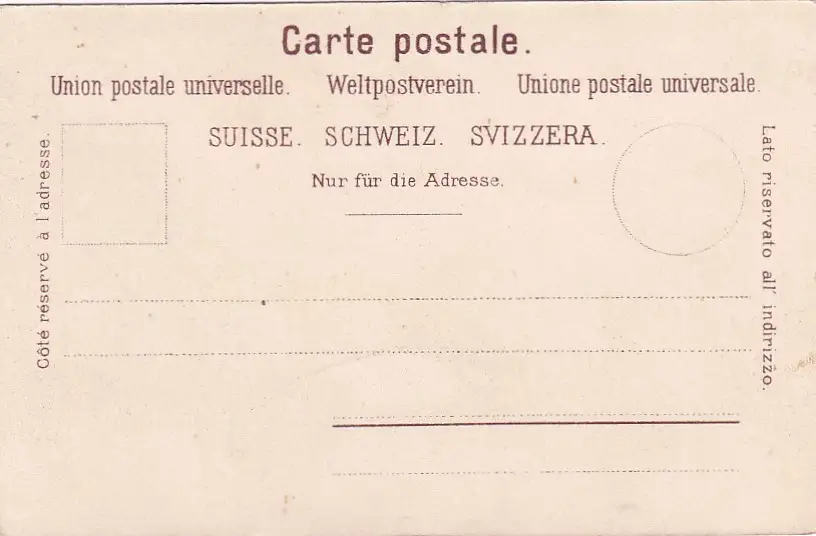 Carte postale.
Union postale universelle. Weltpostverein. Unione postale universale.
SUISSE. SCHWEIZ. SVIZZERA.
Nur für die Adresse.
Côté réservé à l'adresse.
Lato riservato all' indirizzo.